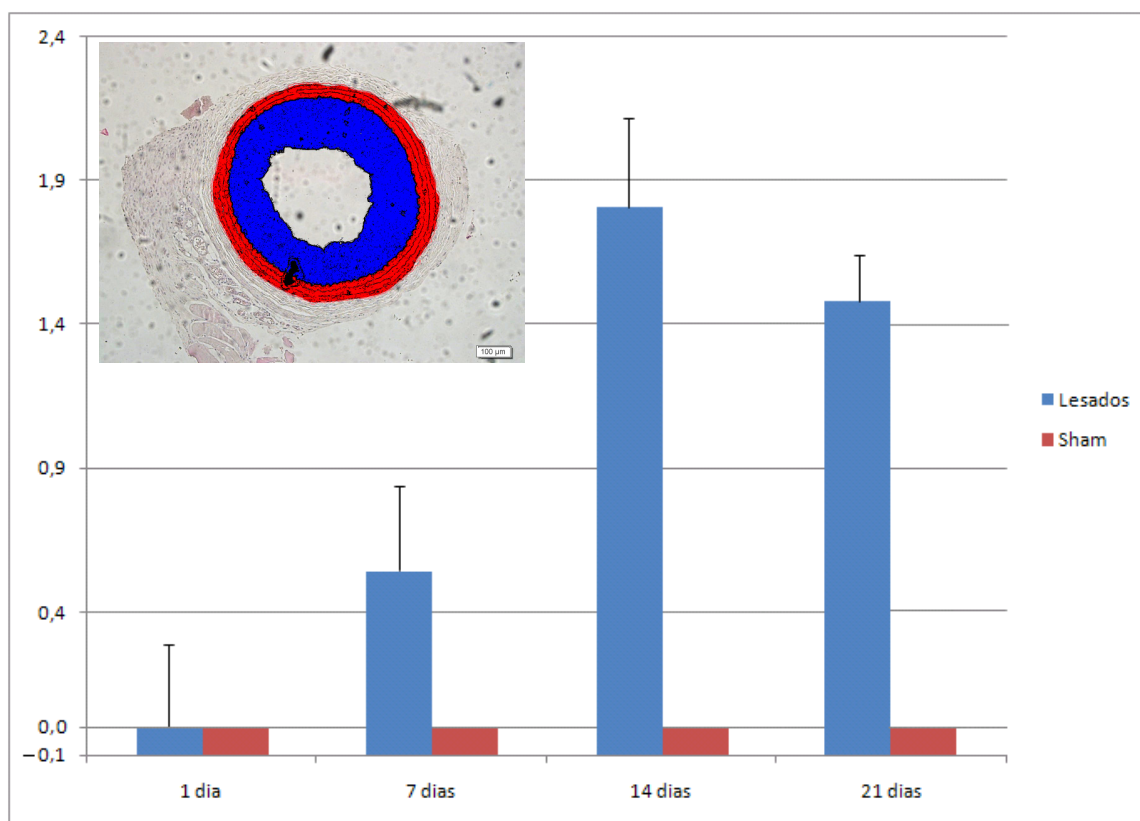 2,4
1,9
1,4
0,9
0,4
0,0
−0,1
100 µm
1 dia
7 dias
14 dias
21 dias
Lesados
Sham